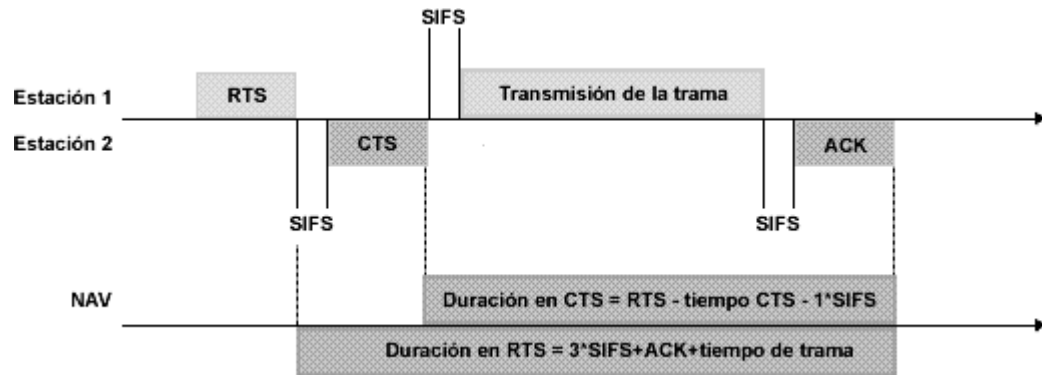 SIFS
Estación 1
RTS
Transmisión de la trama
Estación 2
CTS
ACK
SIFS
SIFS
NAV
Duración en CTS = RTS - tiempo CTS - 1*SIFS
Duración en RTS = 3*SIFS+ACK+tiempo de trama